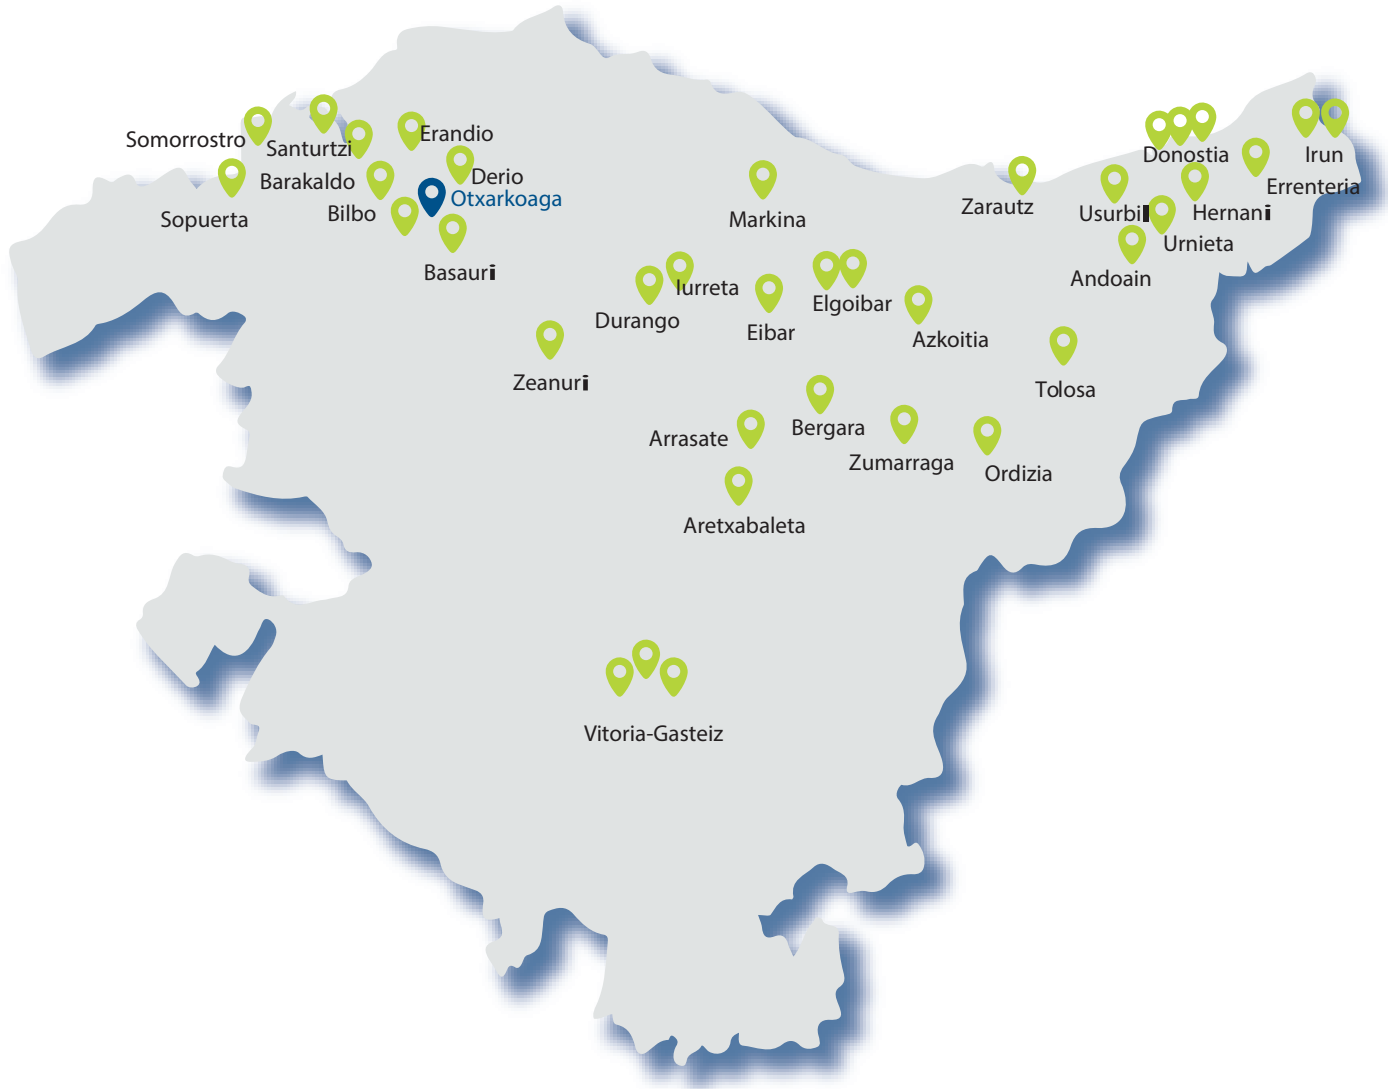 Somorrostro
Santurtzi
Erandio
Barakaldo
Derio
Sopuerta
Bilbo
Otxarkoaga
Basauri
Markina
Zarautz
Donostia
Irun
Errenteria
Usurbil
Hernani
Urnieta
Andoain
Iurreta
Durango
Eibar
Elgoibar
Azkoitia
Zeanuri
Tolosa
Arrasate
Bergara
Zumarraga
Ordizia
Aretxabaleta
Vitoria-Gasteiz